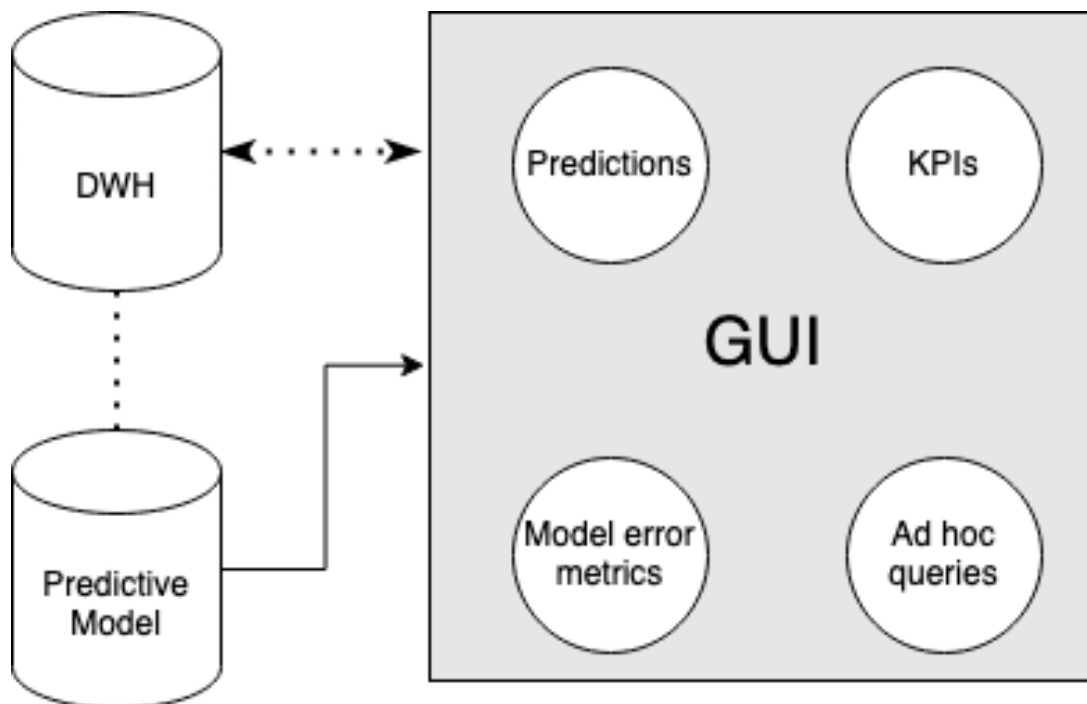 DWH
Predictions
KPIs
GUI
Predictive
Model
Model error
metrics
Ad hoc
queries